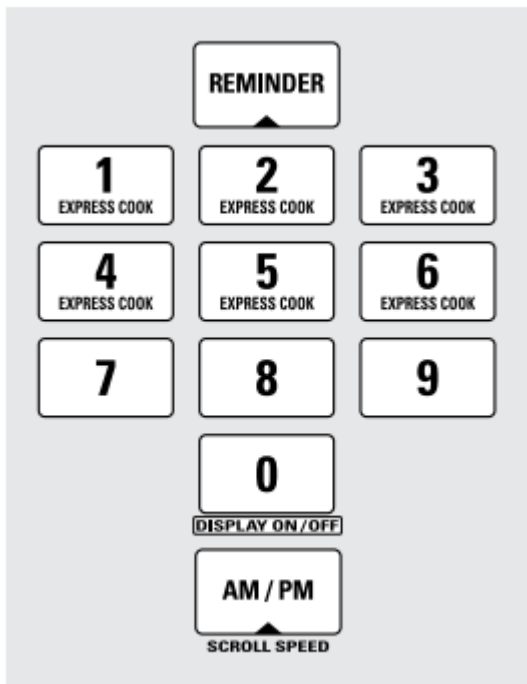 REMINDER
1 2 3
EXPRESS COOK EXPRESS COOK EXPRESS COOK
4 5 6
EXPRESS COOK EXPRESS COOK EXPRESS COOK
7 8 9
0
DISPLAY ON/OFF
AM / PM
SCROLL SPEED